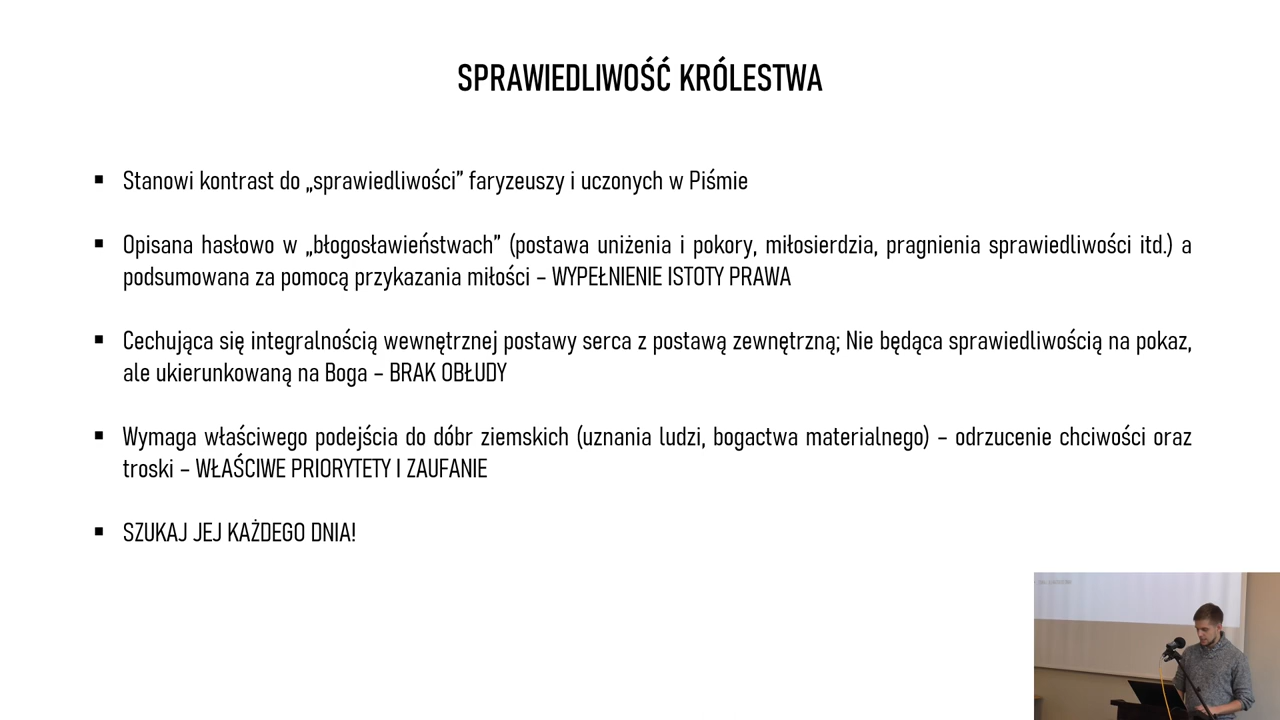 SPRAWIEDLIWOŚĆ KRÓLESTWA
▪ Stanowi kontrast do „sprawiedliwości” faryzeuszy i uczonych w Piśmie
▪ Opisana hasłowo w „błogosławieństwach” (postawa uniżenia i pokory, miłosierdzia, pragnienia sprawiedliwości itd.) a
podsumowana za pomocą przykazania miłości – WYPEŁNIENIE ISTOTY PRAWA
▪ Cechująca się integralnością wewnętrznej postawy serca z postawą zewnętrzną; Nie będąca sprawiedliwością na pokaz,
ale ukierunkowaną na Boga – BRAK OBŁUDY
▪ Wymaga właściwego podejścia do dóbr ziemskich (uznania ludzi, bogactwa materialnego) – odrzucenie chciwości oraz
troski – WŁAŚCIWE PRIORYTETY I ZAUFANIE
▪ SZUKAJ JEJ KAŻDEGO DNIA!